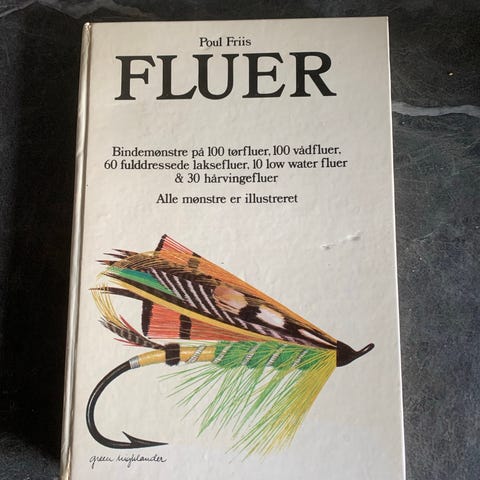 Poul Friis
FLUER
Bindemønstre på 100 tørfluer, 100 vådfluer,
60 fulddressede laksefluer, 10 low water fluer
& 30 hårvingefluer
Alle mønstre er illustreret
green highlander